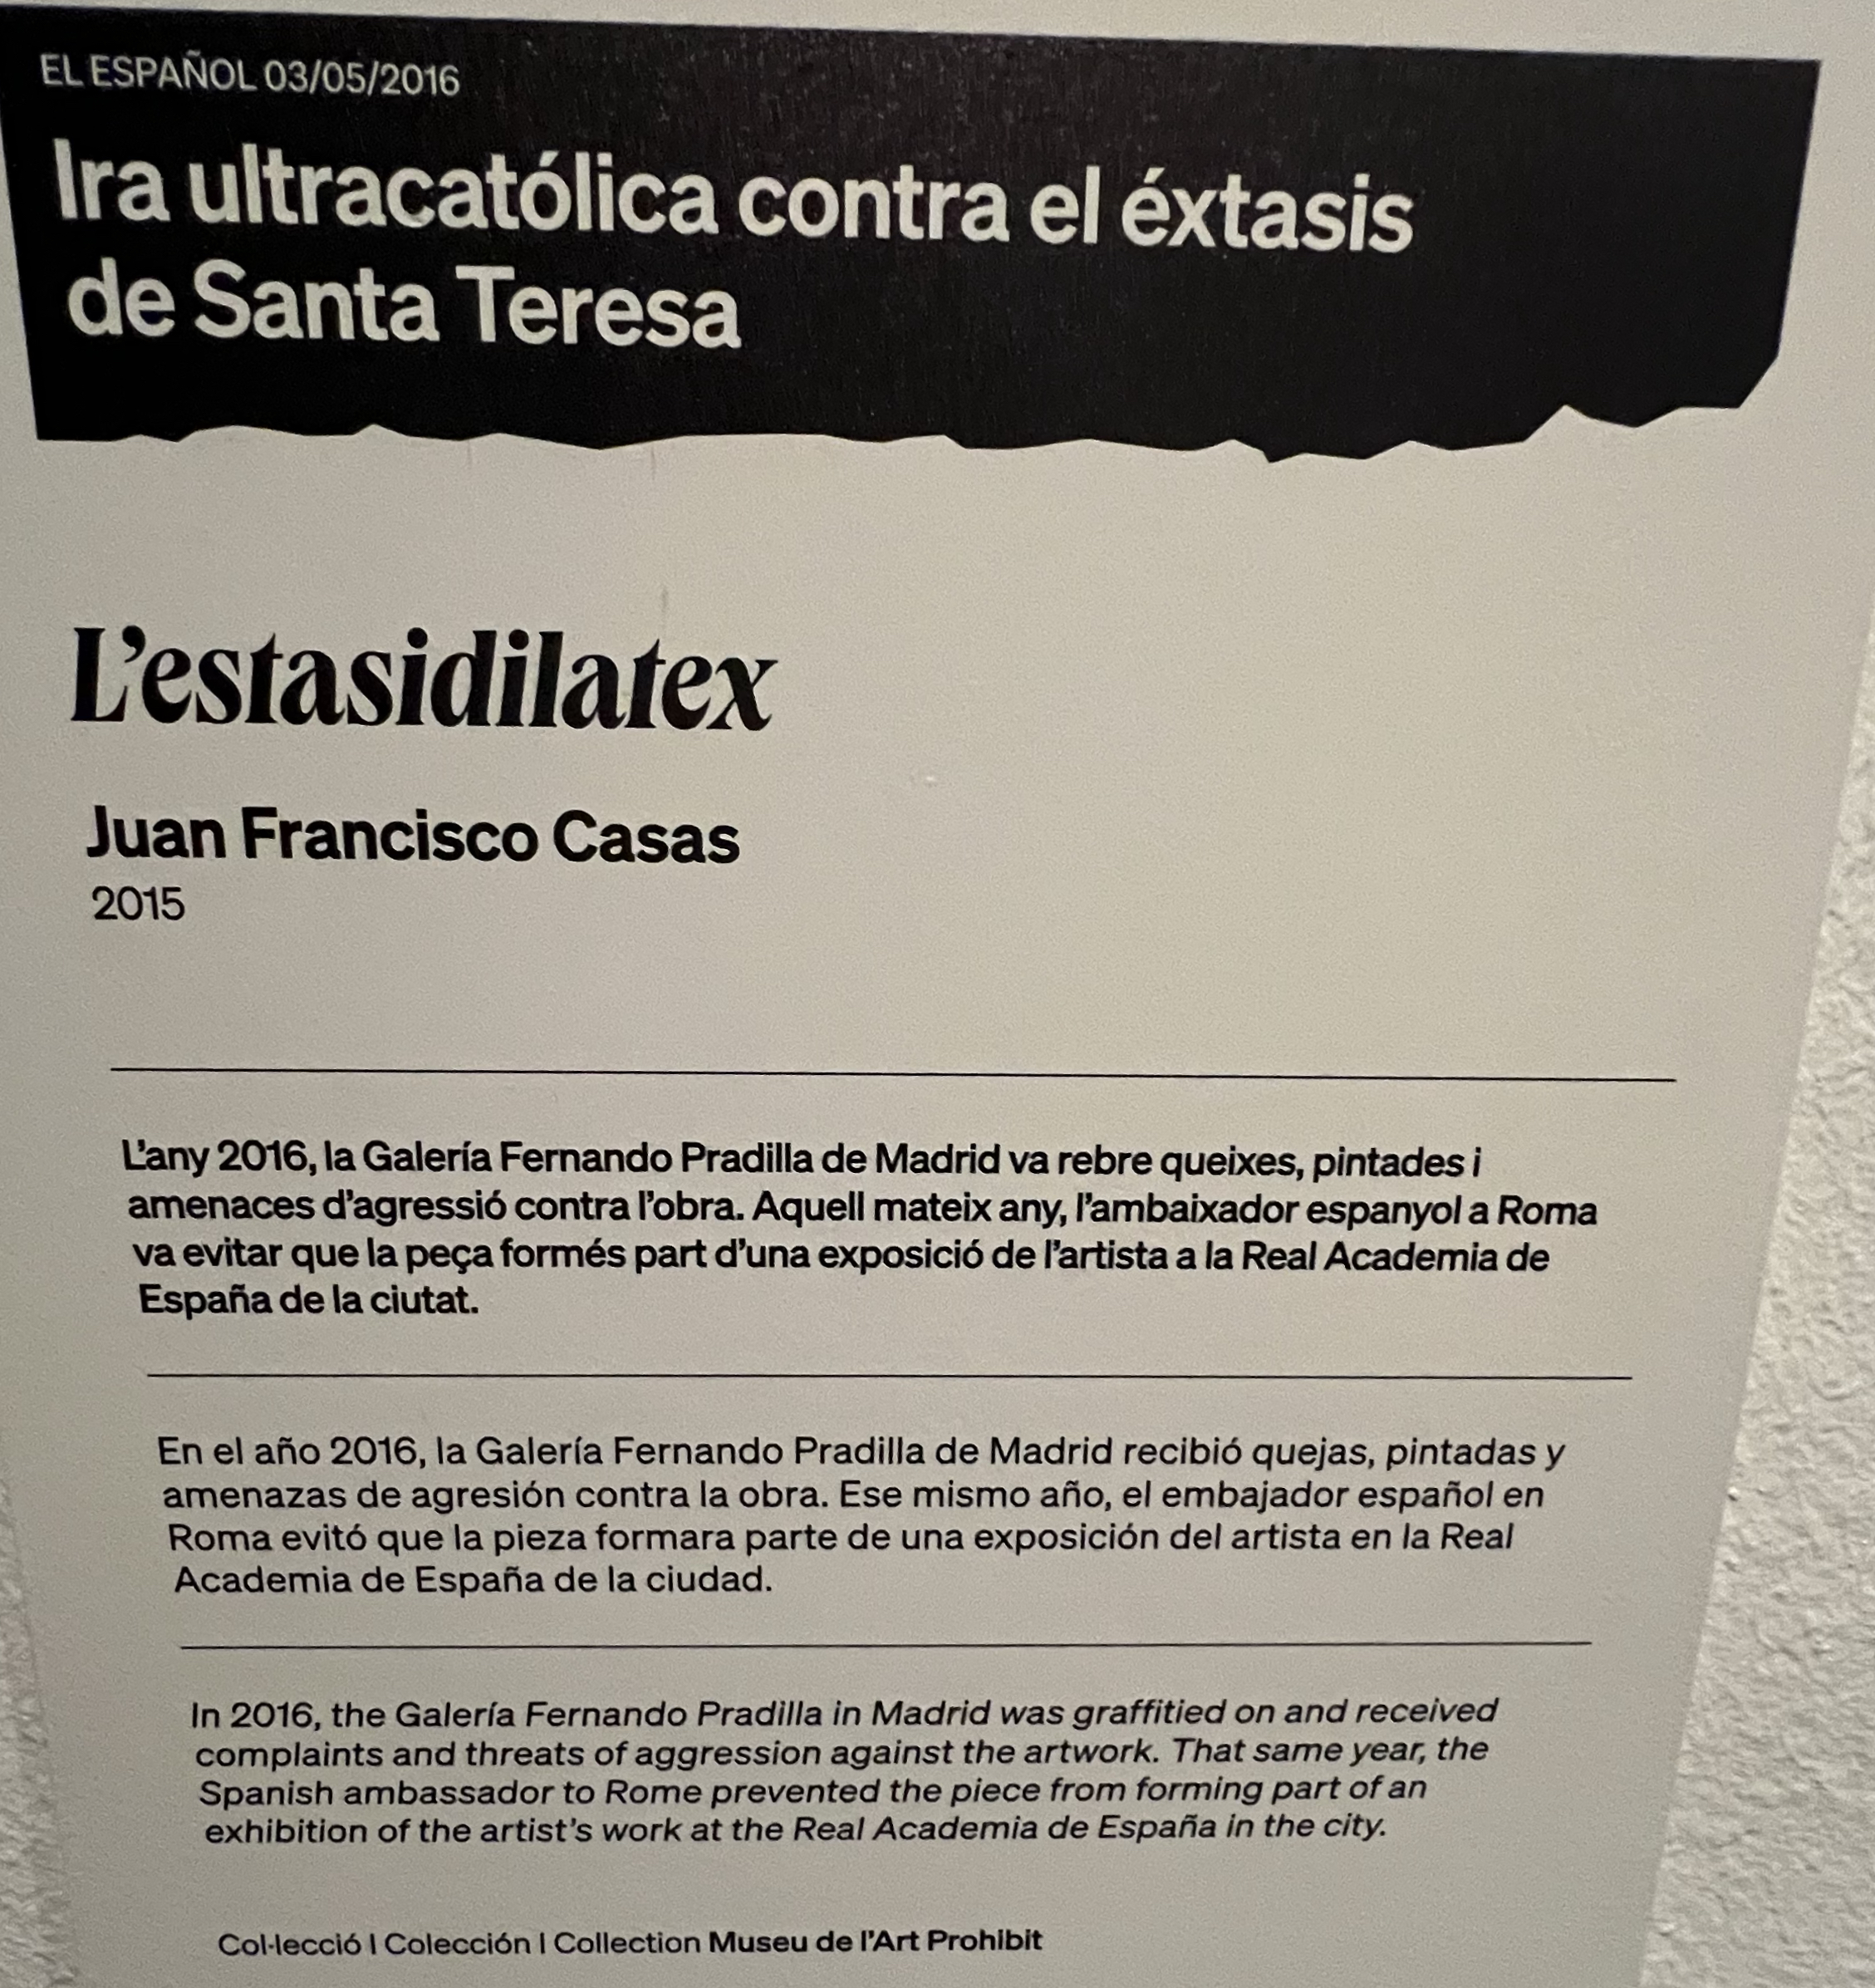 EL ESPAÑOL 03/05/2016
Ira ultracatólica contra el éxtasis
de Santa Teresa
L’estasidilatex
Juan Francisco Casas
2015
L’any 2016, la Galería Fernando Pradilla de Madrid va rebre queixes, pintades i
amenaces d’agressió contra l’obra. Aquell mateix any, l’ambaixador espanyol a Roma
va evitar que la peça formés part d’una exposició de l’artista a la Real Academia de
España de la ciutat.
En el año 2016, la Galería Fernando Pradilla de Madrid recibió quejas, pintadas y
amenazas de agresión contra la obra. Ese mismo año, el embajador español en
Roma evitó que la pieza formara parte de una exposición del artista en la Real
Academia de España de la ciudad.
In 2016, the Galería Fernando Pradilla in Madrid was graffitied on and received
complaints and threats of aggression against the artwork. That same year, the
Spanish ambassador to Rome prevented the piece from forming part of an
exhibition of the artist’s work at the Real Academia de España in the city.
Col·lecció | Colección | Collection Museu de l’Art Prohibit